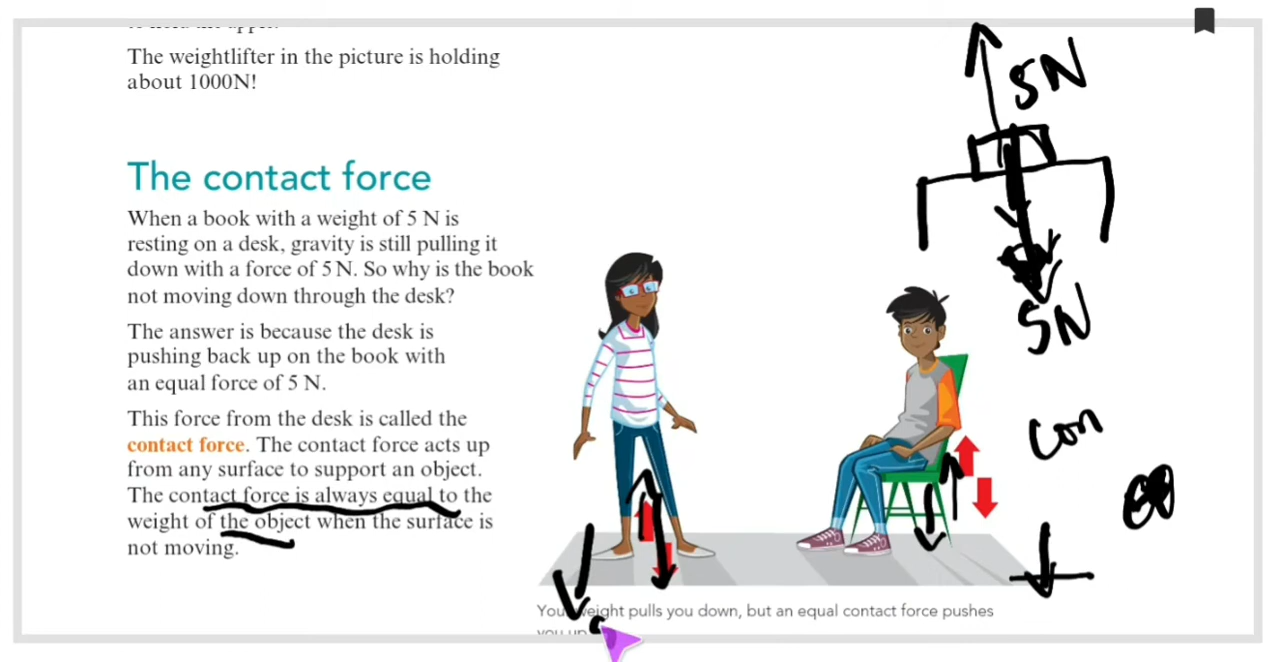 The weightlifter in the picture is holding
about 1000N!
The contact force
When a book with a weight of 5 N is
resting on a desk, gravity is still pulling it
down with a force of 5 N. So why is the book
not moving down through the desk?
The answer is because the desk is
pushing back up on the book with
an equal force of 5 N.
This force from the desk is called the
contact force. The contact force acts up
from any surface to support an object.
The contact force is always equal to the
weight of the object when the surface is
not moving.
5N
5N
Con
weight pulls you down, but an equal contact force pushes